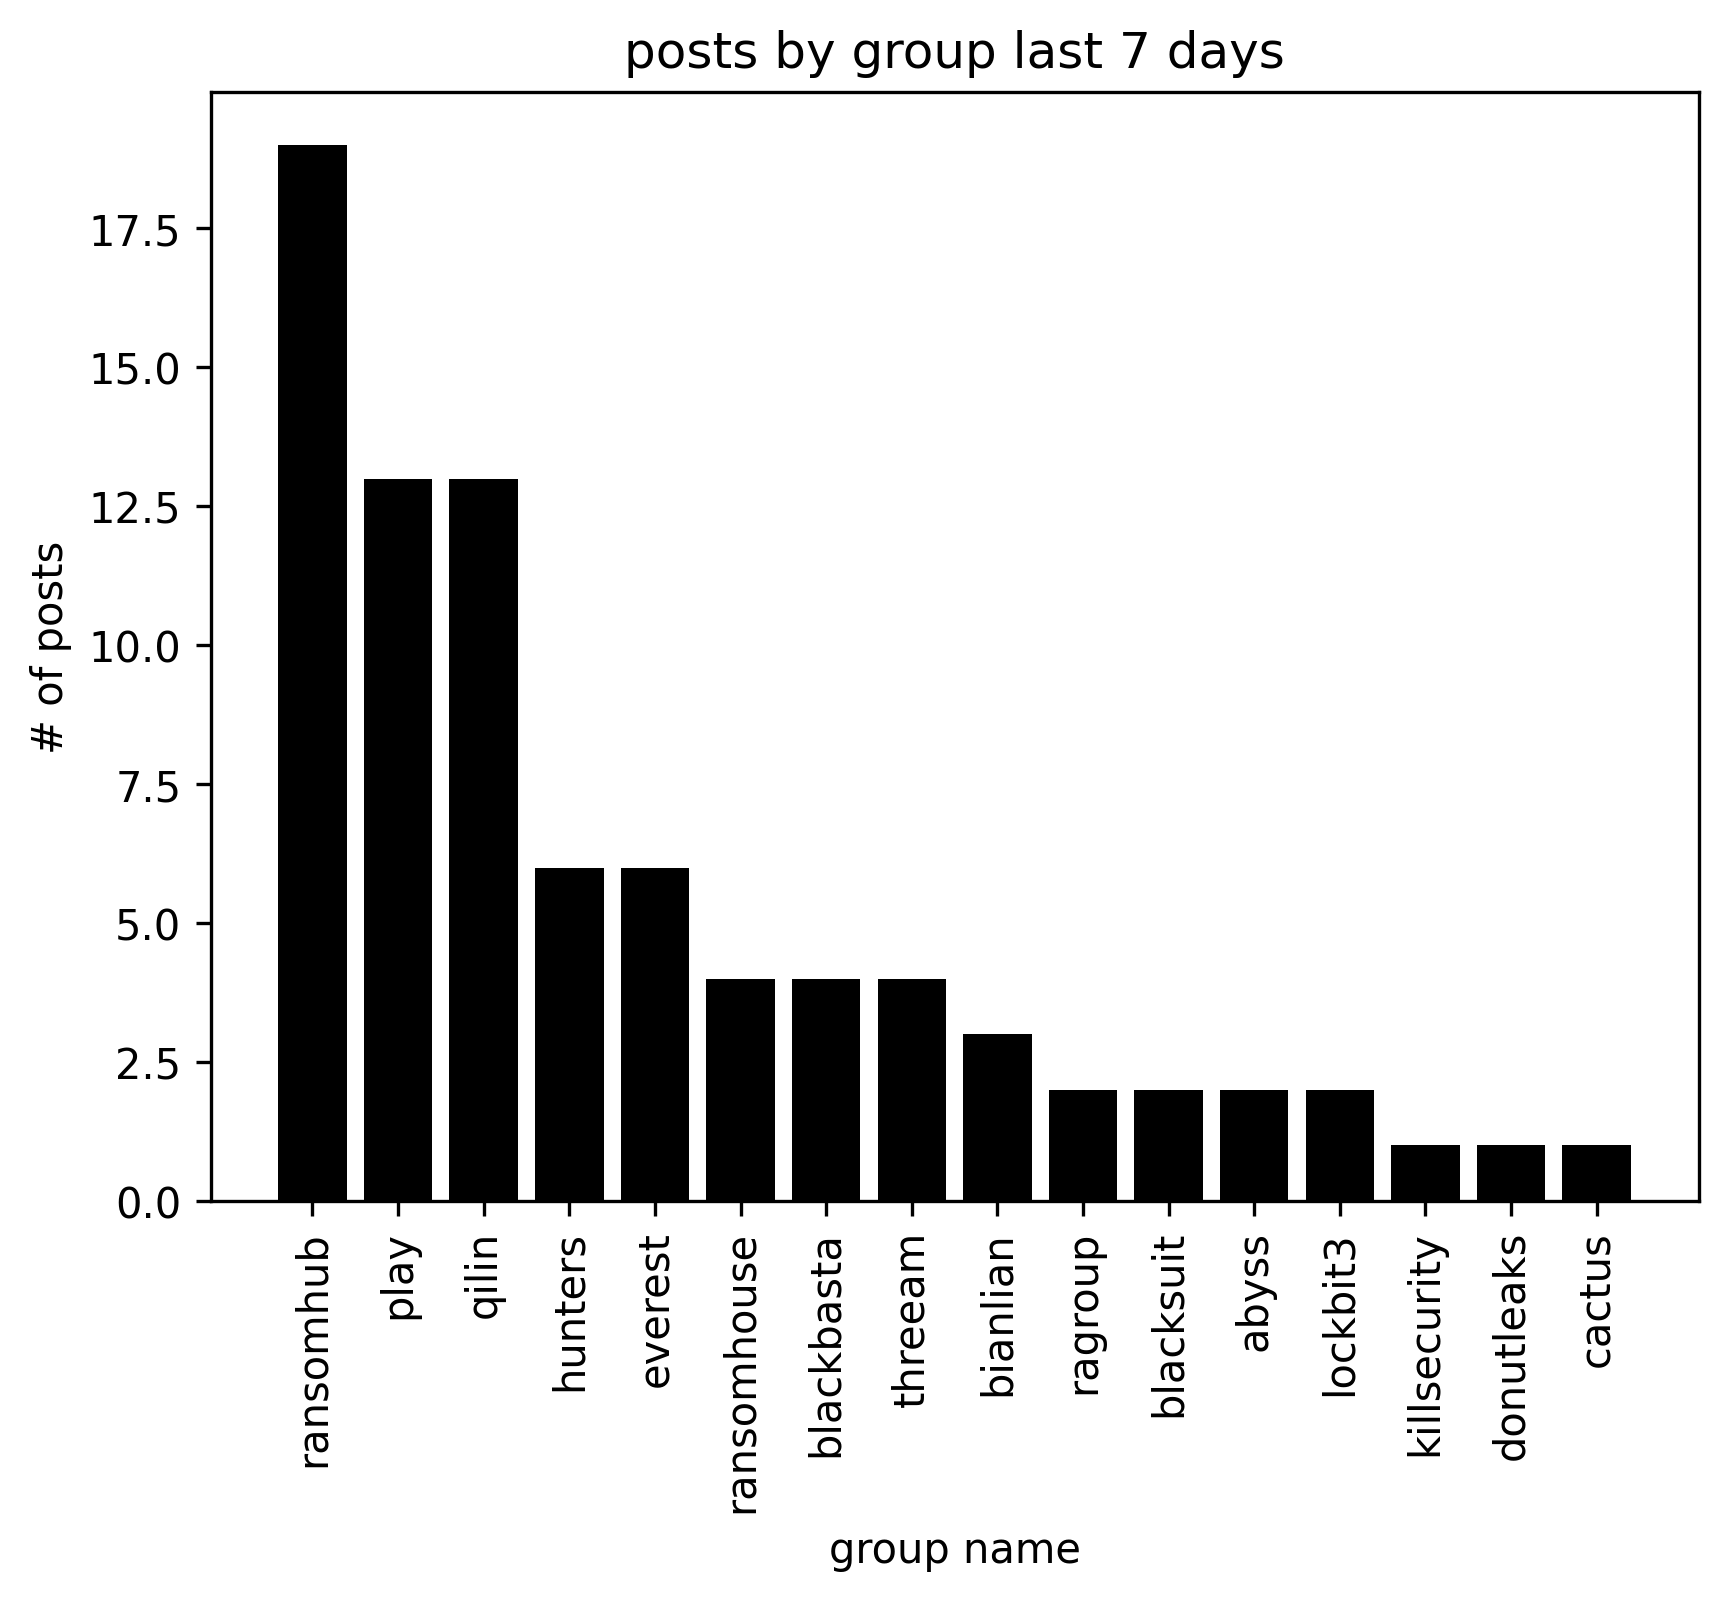 posts by group last 7 days
# of posts
17.5
15.0
12.5
10.0
7.5
5.0
2.5
0.0
ransomhub
play
qilin
hunters
everest
ransomhouse
blackbasta
threeam
bianlian
ragroup
blacksuit
abyss
lockbit3
killsecurity
donutleaks
cactus
group name